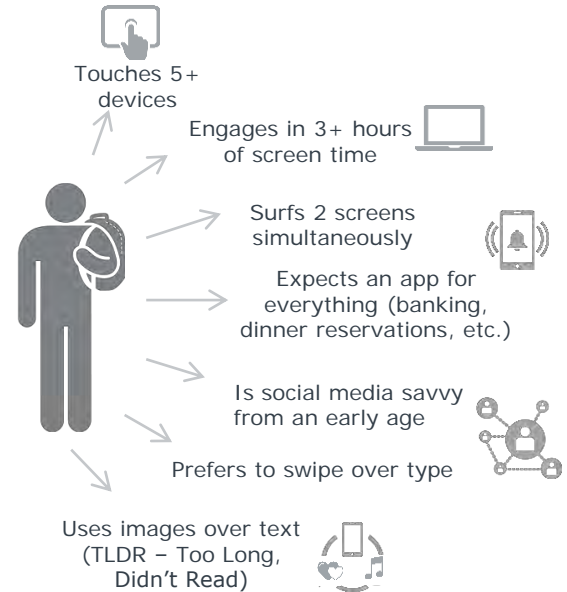 Touches 5+
devices
Engages in 3+ hours
of screen time
Surfs 2 screens
simultaneously
Expects an app for
everything (banking,
dinner reservations, etc.)
Is social media savvy
from an early age
Prefers to swipe over type
Uses images over text
(TLDR – Too Long,
Didn’t Read)